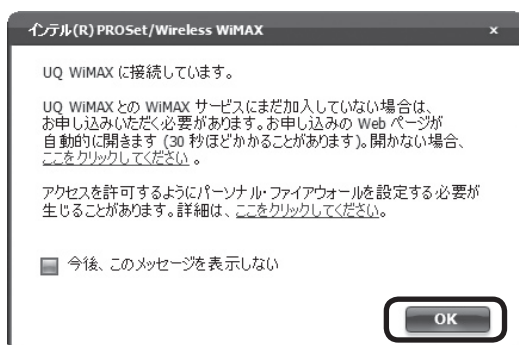 インテル(R) PROSet/Wireless WiMAX ×
UQ WiMAX に接続しています。
UQ WiMAX との WiMAX サービスにまだ加入していない場合は、
お申し込みいただく必要があります。お申し込みの Web ページが
自動的に開きます (30 秒ほどかかることがあります)。開かない場合、
ここをクリックしてください 。
アクセスを許可するようにパーソナル・ファイアウォールを設定する必要が
生じることがあります。詳細は、ここをクリックしてください。
今後、このメッセージを表示しない
OK